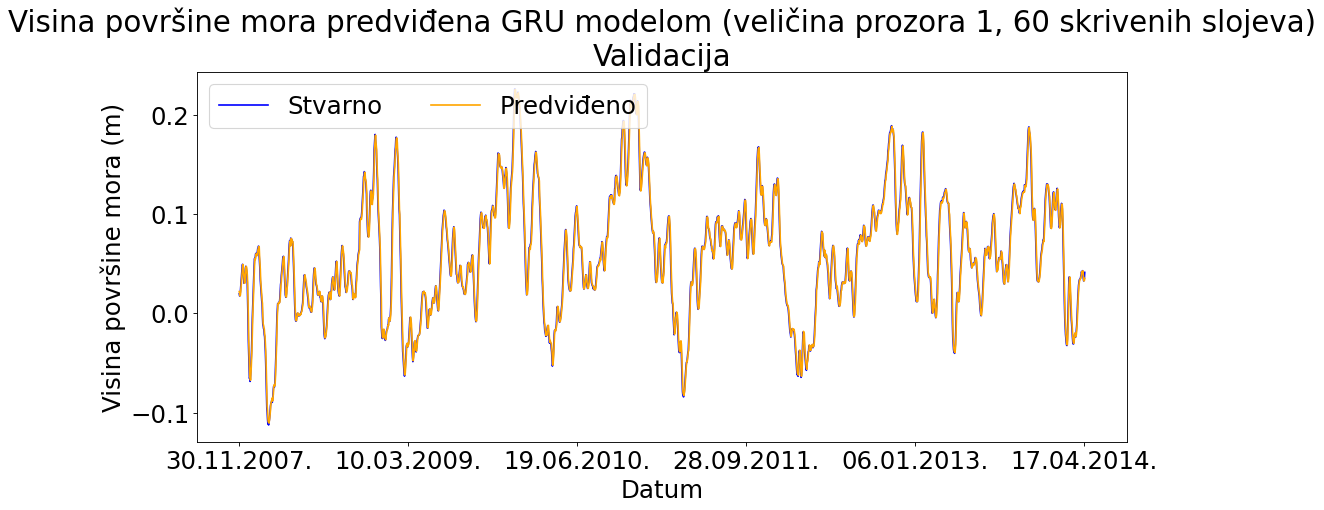 Visina površine mora predviđena GRU modelom (veličina prozora 1, 60 skrivenih slojeva)
Validacija
Stvarno
Predviđeno
Visina površine mora (m)
0.2
0.1
0.0
−0.1
30.11.2007.
10.03.2009.
19.06.2010.
28.09.2011.
06.01.2013.
17.04.2014.
Datum